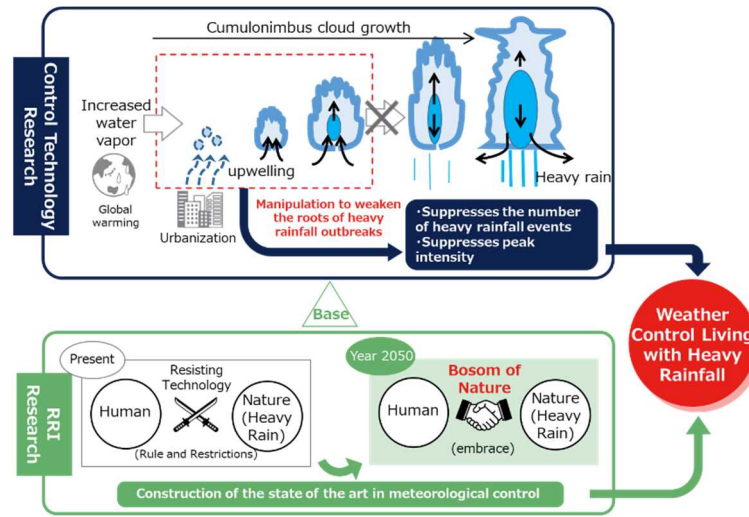 Cumulonimbus cloud growth
Control Technology
Research
Increased
water
vapor
Global
warming
upwelling
Urbanization
Heavy rain
Manipulation to weaken
the roots of heavy
rainfall outbreaks
・Suppresses the number
of heavy rainfall events
・Suppresses peak
intensity
Base
Weather
Control Living
with Heavy
Rainfall
RRI
Research
Present
Resisting
Technology
Human
Nature
(Heavy
Rain)
(Rule and Restrictions)
Year 2050
Bosom of
Nature
Human
Nature
(Heavy
Rain)
(embrace)
Construction of the state of the art in meteorological control